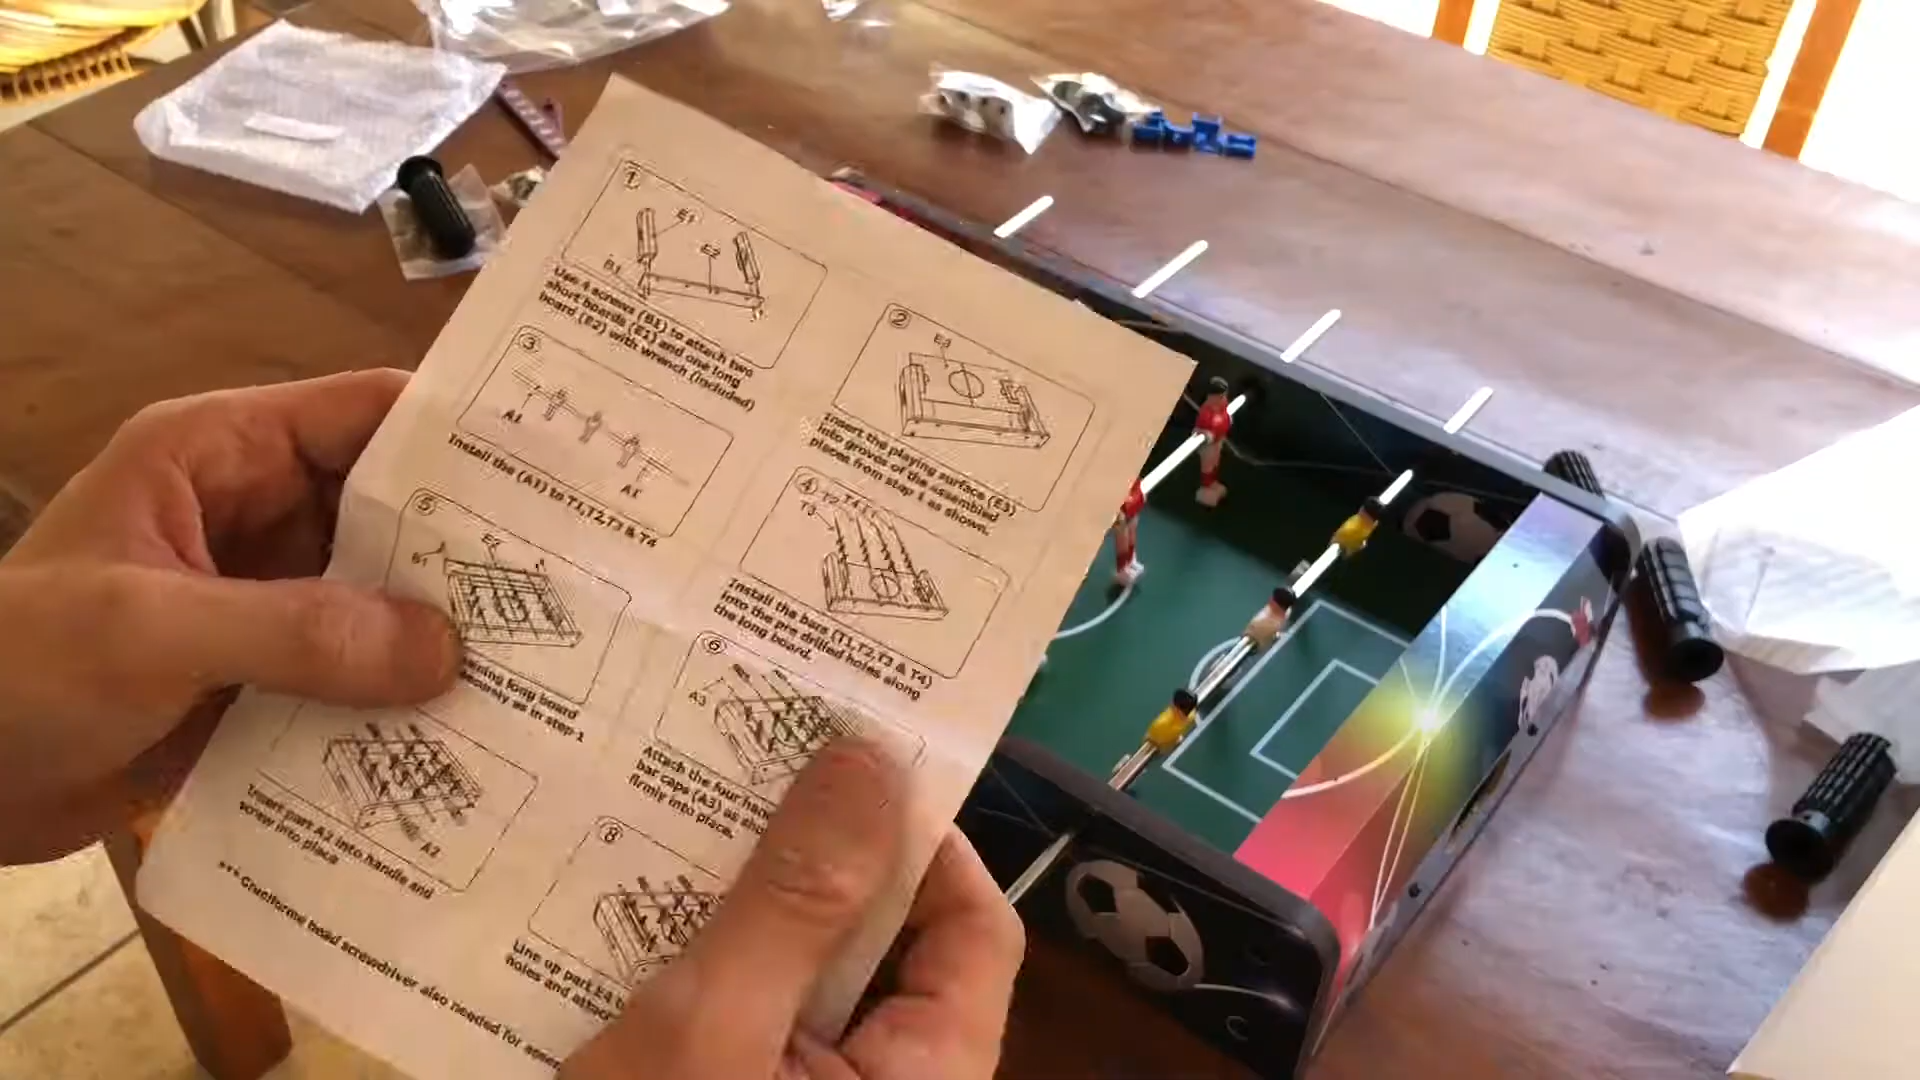 1
E1
E2
B1
Use 4 screws (B1) to attach two
short boards (E1) and one long
board (E2) with wrench (included)
2
E3
Insert the playing surface (E3)
into groves of the assembled
pieces from step 1 as shown.
3
A1
A1
Install the (A1) to T1,T2,T3 & T4
4
T2 T4 T1
T3
Install the bars (T1,T2,T3 & T4)
into the pre drilled holes along
the long board.
5
E2
B1
long board
securely as in step 1
6
A3
Attach the four
bar caps (A3) as
firmly into place.
A2
Insert part A2 into handle and
screw into place
8
Line up part E4
holes and
***Cruciforme head screwdriver also needed for